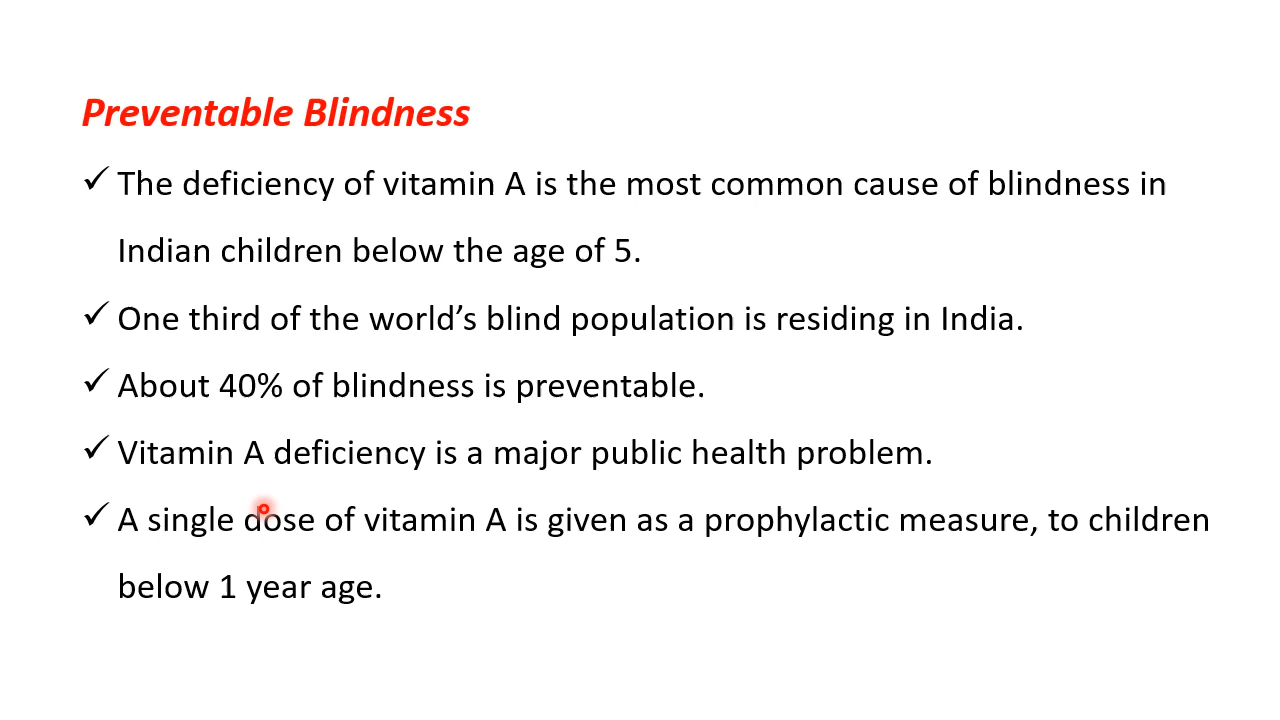 Preventable Blindness
✓ The deficiency of vitamin A is the most common cause of blindness in
Indian children below the age of 5.
✓ One third of the world’s blind population is residing in India.
✓ About 40% of blindness is preventable.
✓ Vitamin A deficiency is a major public health problem.
✓ A single dose of vitamin A is given as a prophylactic measure, to children
below 1 year age.